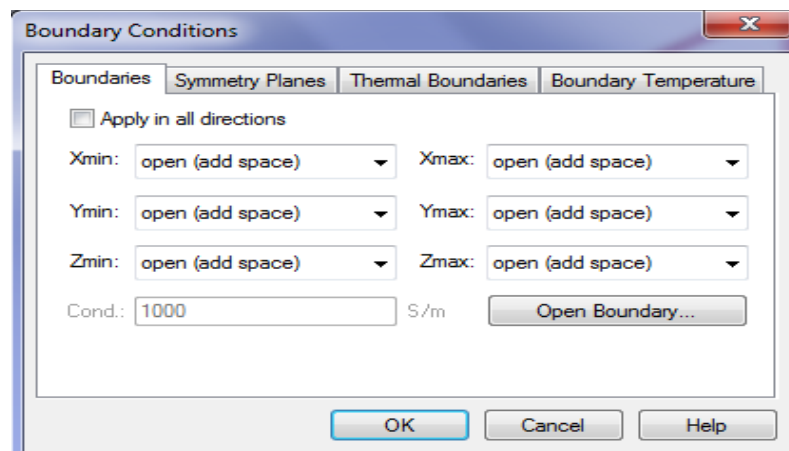 Boundary Conditions
Boundaries Symmetry Planes Thermal Boundaries Boundary Temperature
Apply in all directions
Xmin: open (add space) Xmax: open (add space)
Ymin: open (add space) Ymax: open (add space)
Zmin: open (add space) Zmax: open (add space)
Cond.: 1000 S/m Open Boundary...
OK Cancel Help